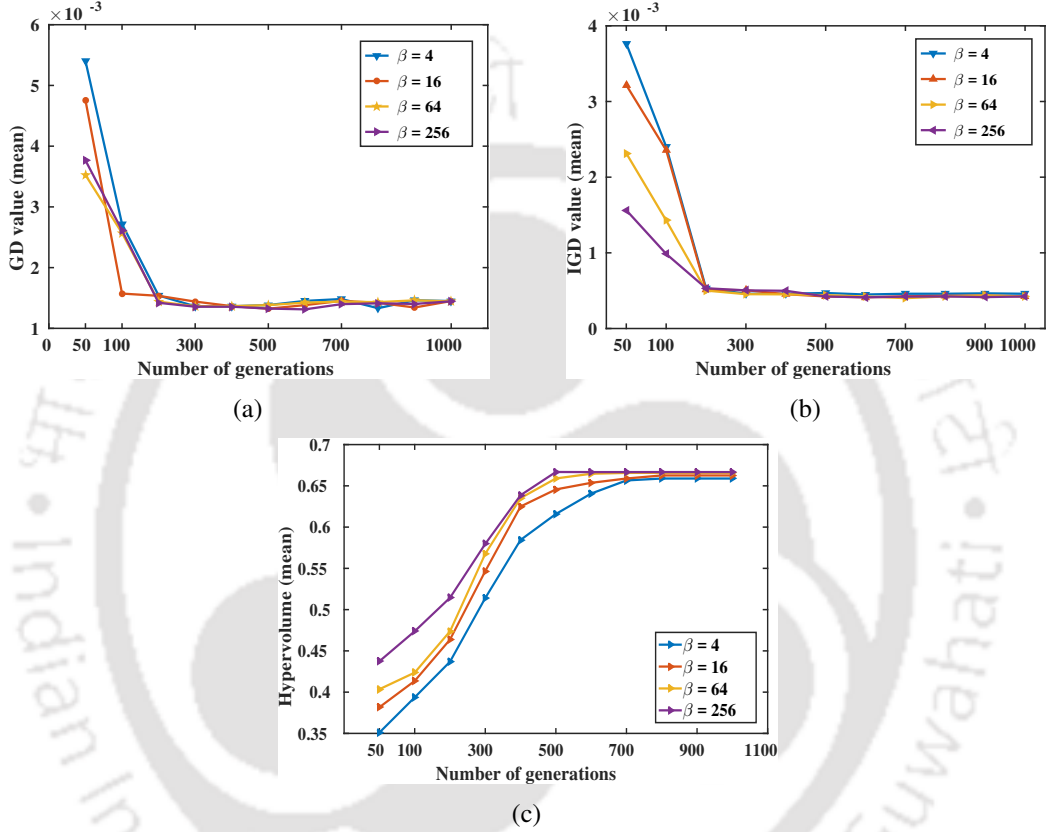 ×10⁻³
6
5
4
3
2
1
GD value (mean)
β = 4
β = 16
β = 64
β = 256
0 50 100 300 500 700 1000
Number of generations
(a)
×10⁻³
4
3
2
1
0
IGD value (mean)
β = 4
β = 16
β = 64
β = 256
50 100 300 500 700 900 1000
Number of generations
(b)
0.7
0.65
0.6
0.55
0.5
0.45
0.4
0.35
Hypervolume (mean)
β = 4
β = 16
β = 64
β = 256
50 100 300 500 700 900 1100
Number of generations
(c)
Indian In
uwahati